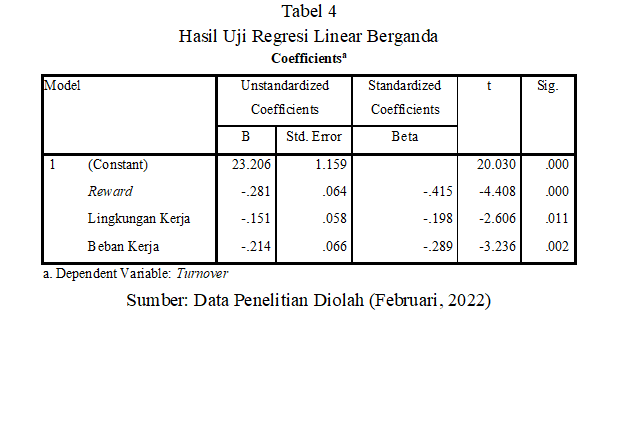 Tabel 4
Hasil Uji Regresi Linear Berganda
Coefficientsᵃ
Model Unstandardized Coefficients Standardized Coefficients t Sig.
B Std. Error Beta
1 (Constant) 23.206 1.159 20.030 .000
Reward -.281 .064 -.415 -4.408 .000
Lingkungan Kerja -.151 .058 -.198 -2.606 .011
Beban Kerja -.214 .066 -.289 -3.236 .002
a. Dependent Variable: Turnover
Sumber: Data Penelitian Diolah (Februari, 2022)